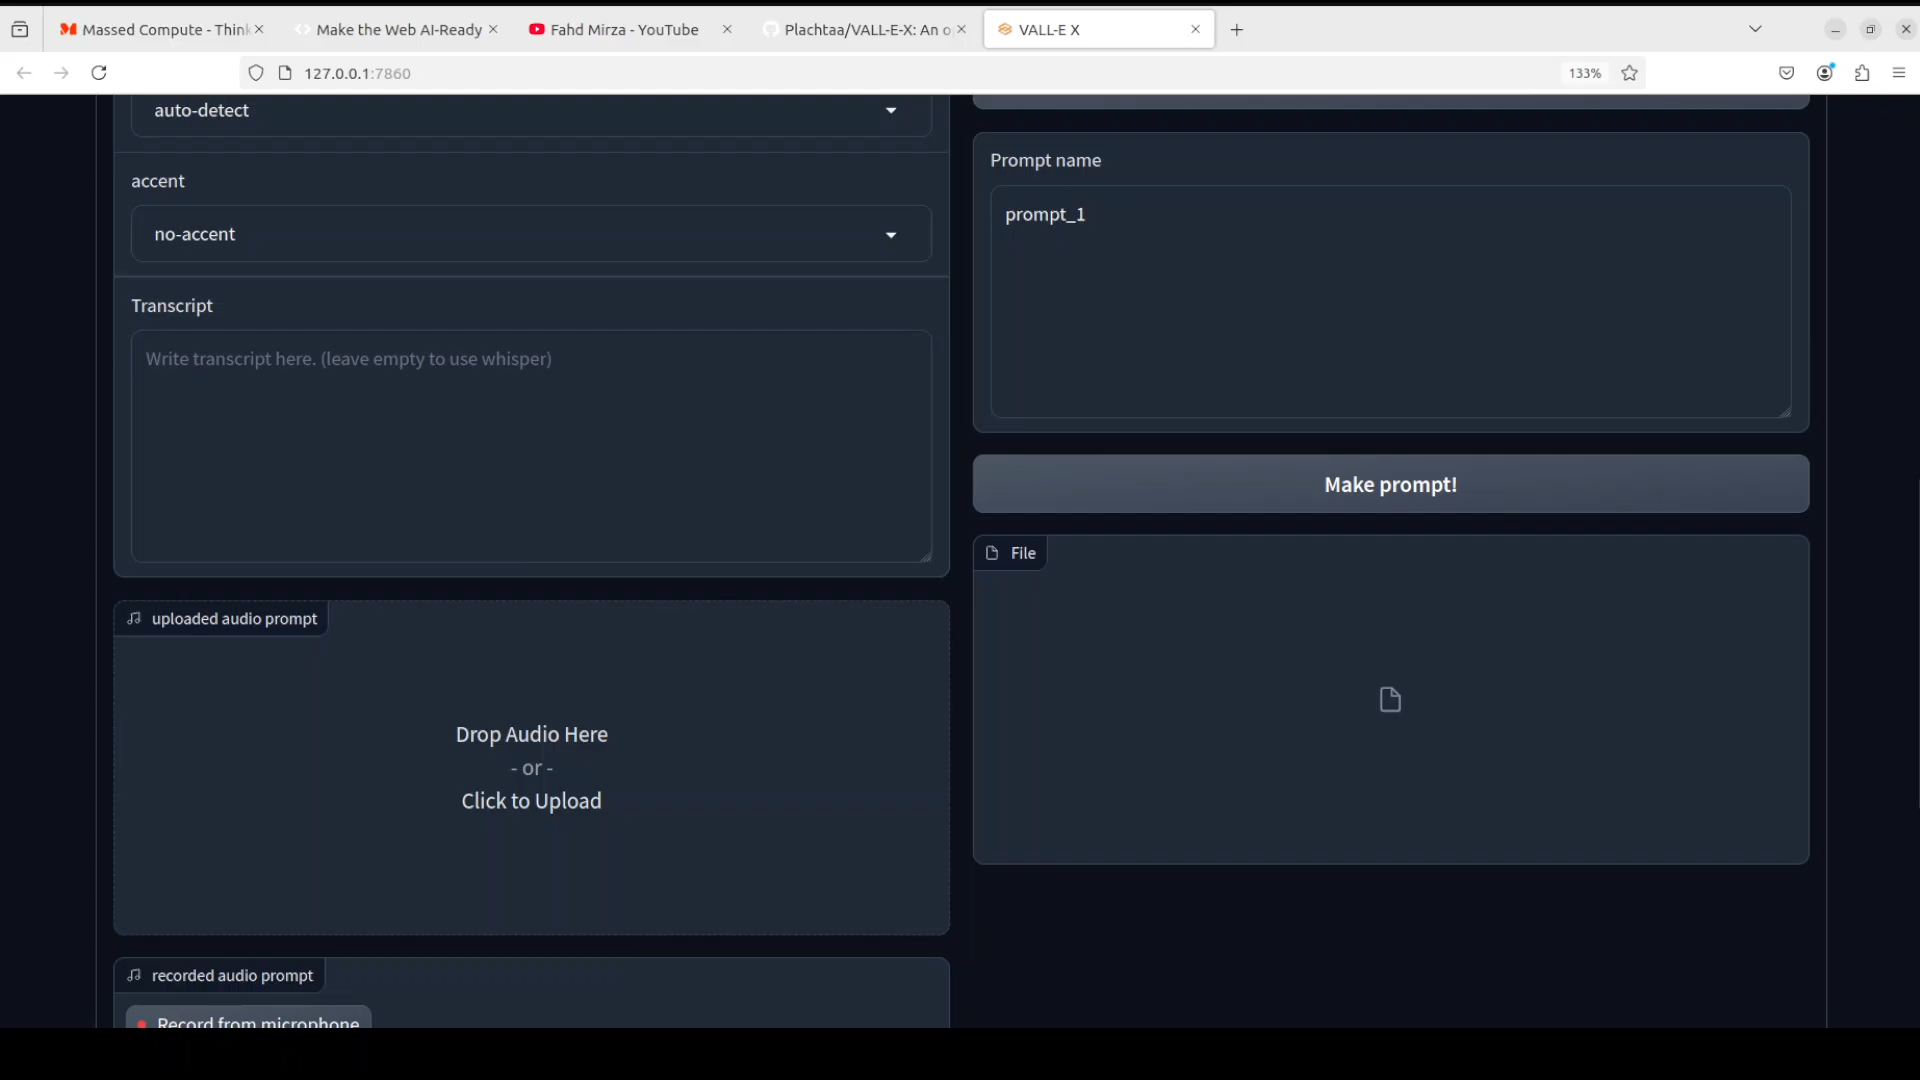 Massed Compute - Think
Make the Web AI-Ready
Fahd Mirza - YouTube
Plachtaa/VALL-E-X: An o
VALL-E X
127.0.0.1:7860
133%
auto-detect
accent
no-accent
Transcript
Write transcript here. (leave empty to use whisper)
uploaded audio prompt
Drop Audio Here
- or -
Click to Upload
recorded audio prompt
Record from microphone
Prompt name
prompt_1
Make prompt!
File